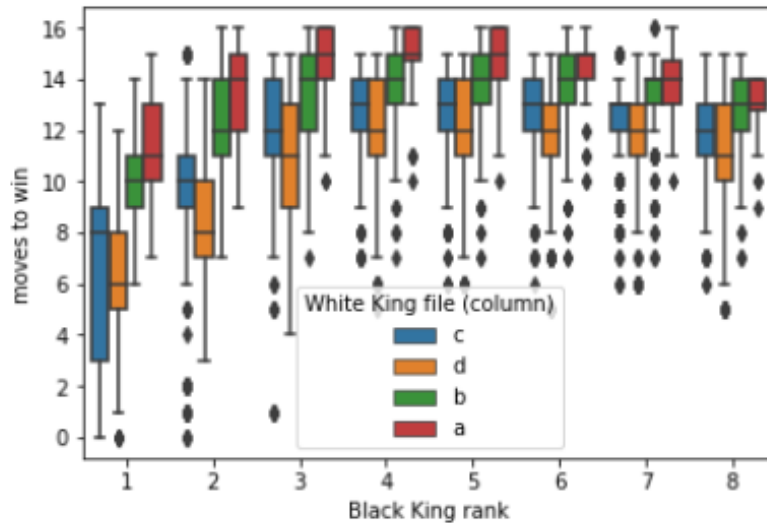 16
14
12
10
8
6
4
2
0
moves to win
White King file (column)
c
d
b
a
1 2 3 4 5 6 7 8
Black King rank